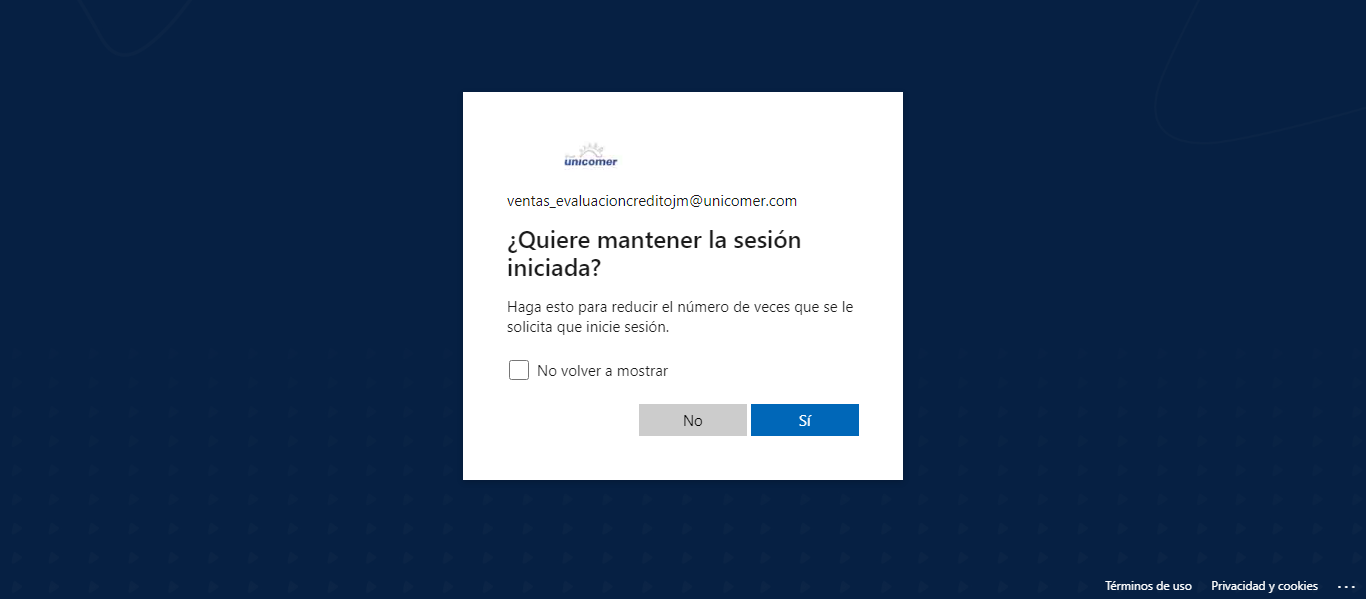 unicomer
ventas_evaluacioncreditojm@unicomer.com
¿Quiere mantener la sesión
iniciada?
Haga esto para reducir el número de veces que se le
solicita que inicie sesión.
No volver a mostrar
No
Sí
Términos de uso
Privacidad y cookies
...